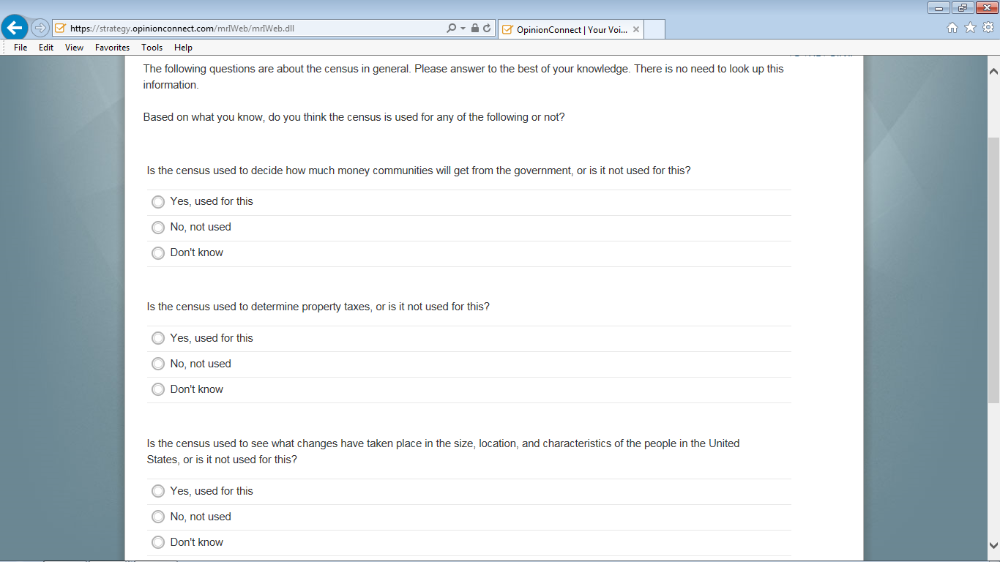 https://strategy.opinionconnect.com/mrIWeb/mrIWeb.dll
OpinionConnect | Your Voi...
File Edit View Favorites Tools Help
The following questions are about the census in general. Please answer to the best of your knowledge. There is no need to look up this
information.
Based on what you know, do you think the census is used for any of the following or not?
Is the census used to decide how much money communities will get from the government, or is it not used for this?
Yes, used for this
No, not used
Don't know
Is the census used to determine property taxes, or is it not used for this?
Yes, used for this
No, not used
Don't know
Is the census used to see what changes have taken place in the size, location, and characteristics of the people in the United
States, or is it not used for this?
Yes, used for this
No, not used
Don't know